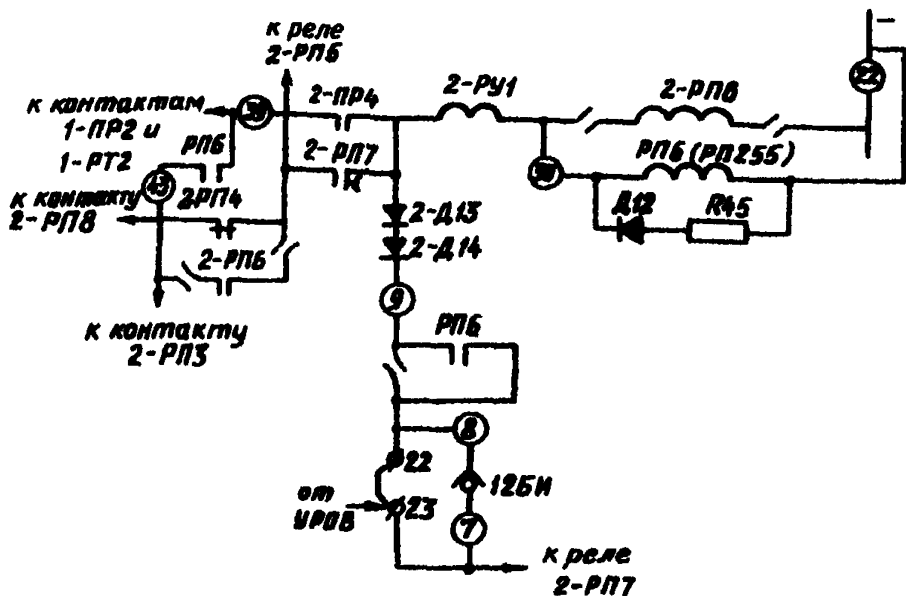 к реле
2-РП6
к контактам
1-ПР2 и
1-РТ2
2-ПР4
2-РУ1
2-РП8
22
РП6
2-РП7
РП6 (РП255)
43
2РП4
к контакту
2-РП8
Д12
R45
2-Д13
2-Д14
2-РП6
9
к контакту
2-РП3
РП6
8
22
12БИ
от
УРОВ
23
7
к реле
2-РП7